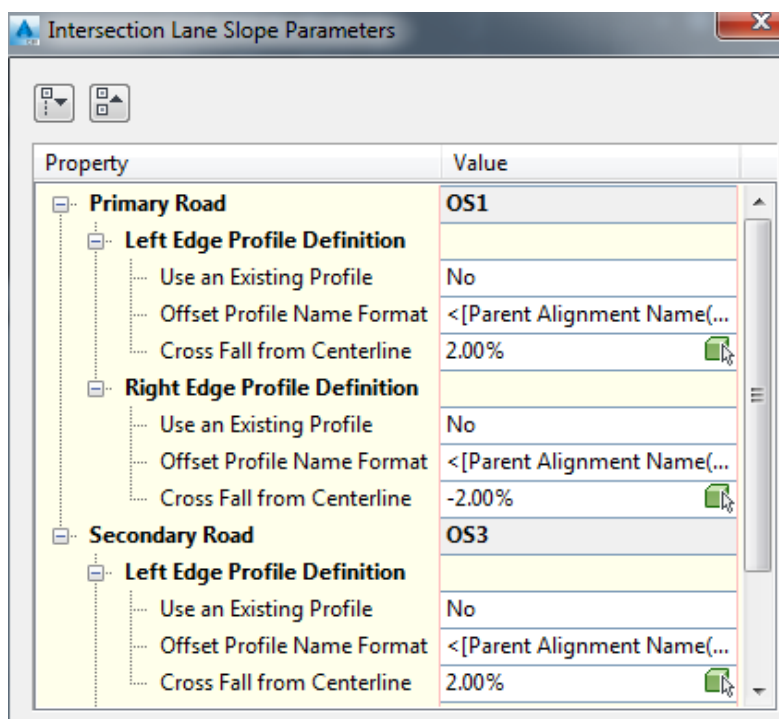 Intersection Lane Slope Parameters
Property Value
Primary Road OS1
Left Edge Profile Definition
Use an Existing Profile No
Offset Profile Name Format <[Parent Alignment Name(...
Cross Fall from Centerline 2.00%
Right Edge Profile Definition
Use an Existing Profile No
Offset Profile Name Format <[Parent Alignment Name(...
Cross Fall from Centerline -2.00%
Secondary Road OS3
Left Edge Profile Definition
Use an Existing Profile No
Offset Profile Name Format <[Parent Alignment Name(...
Cross Fall from Centerline 2.00%